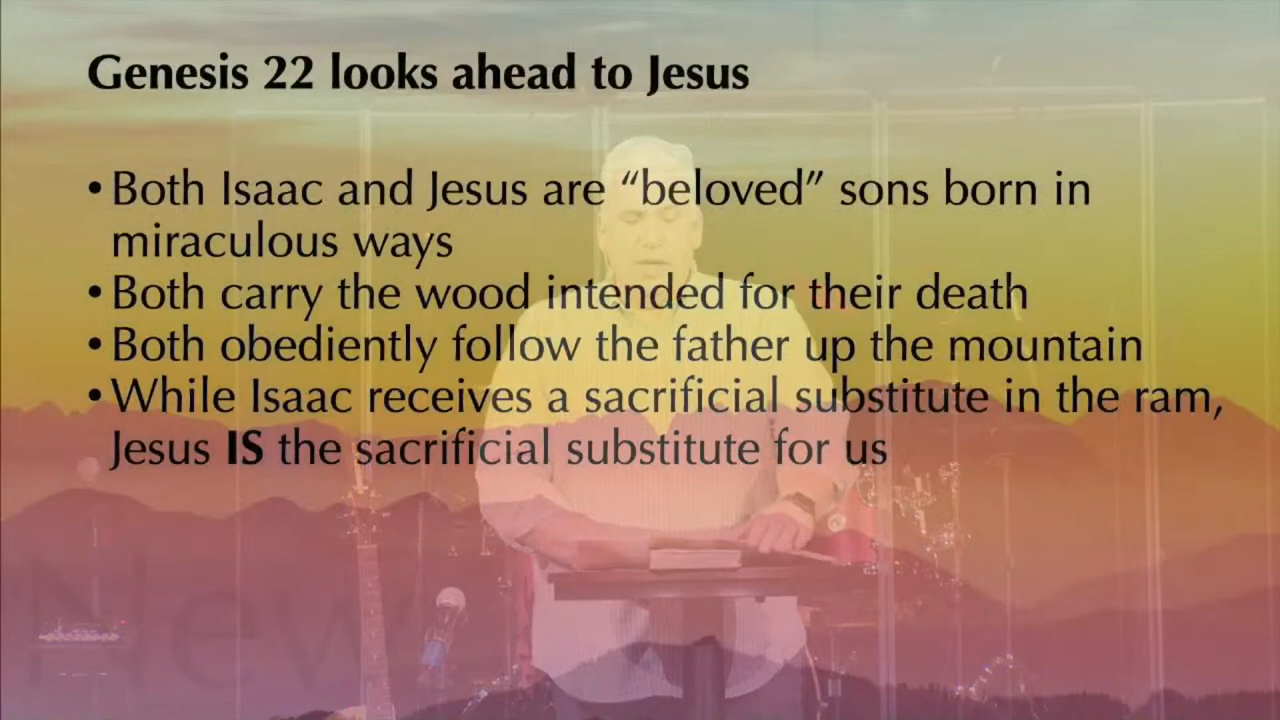 Genesis 22 looks ahead to Jesus
• Both Isaac and Jesus are “beloved” sons born in
miraculous ways
• Both carry the wood intended for their death
• Both obediently follow the father up the mountain
• While Isaac receives a sacrificial substitute in the ram,
Jesus IS the sacrificial substitute for us
New